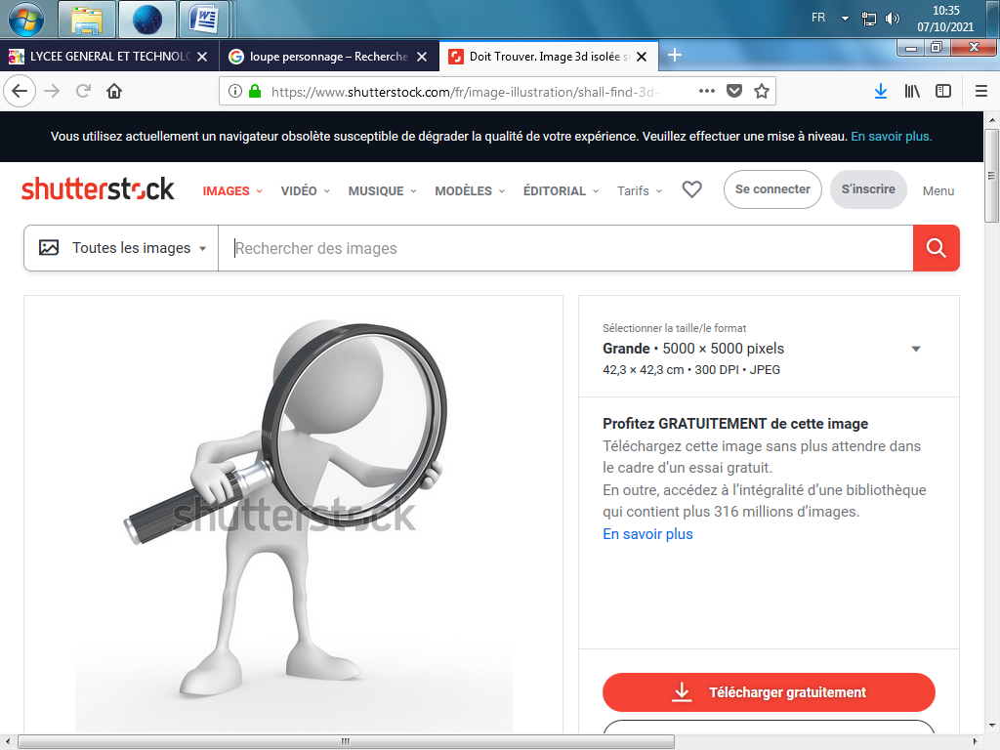 FR
10:35
07/10/2021
LYCEE GENERAL ET TECHNOLO
loupe personnage – Recherche
Doit Trouver. Image 3d isolée su
https://www.shutterstock.com/fr/image-illustration/shall-find-3d-
Vous utilisez actuellement un navigateur obsolète susceptible de dégrader la qualité de votre expérience. Veuillez effectuer une mise à niveau. En savoir plus.
shutterstock
IMAGES
VIDÉO
MUSIQUE
MODÈLES
ÉDITORIAL
Tarifs
Se connecter
S'inscrire
Menu
Toutes les images
Rechercher des images
Sélectionner la taille/le format
Grande • 5000 × 5000 pixels
42,3 × 42,3 cm • 300 DPI • JPEG
Profitez GRATUITEMENT de cette image
Téléchargez cette image sans plus attendre dans
le cadre d'un essai gratuit.
En outre, accédez à l'intégralité d'une bibliothèque
qui contient plus 316 millions d'images.
En savoir plus
shutterstock
Télécharger gratuitement